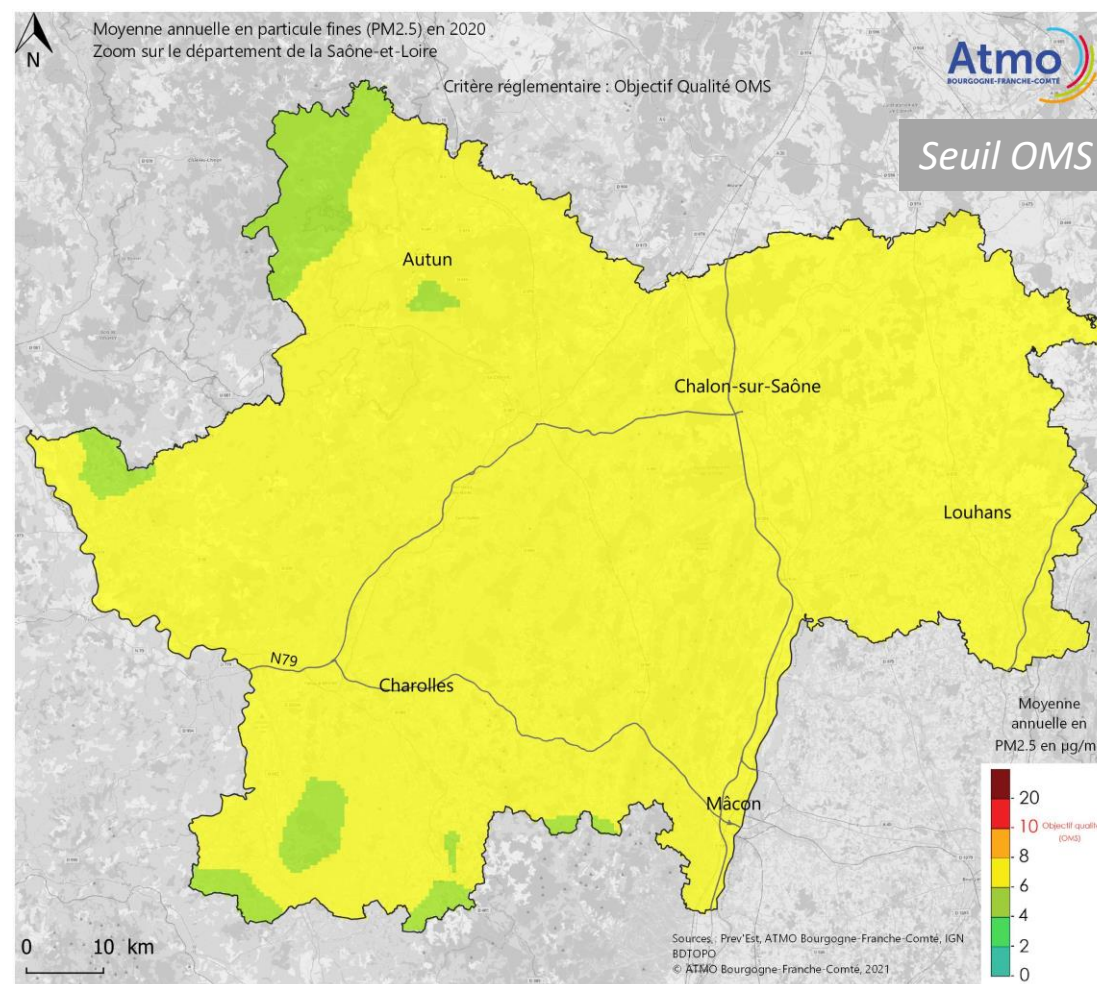 Moyenne annuelle en particule fines (PM2.5) en 2020
Zoom sur le département de la Saône-et-Loire
N
Critère réglementaire : Objectif Qualité OMS
Atmo
BOURGOGNE-FRANCHE-COMTÉ
Seuil OMS
Autun
Chalon-sur-Saône
Louhans
N79
Charolles
Mâcon
Moyenne
annuelle en
PM2.5 en µg/m
20
10 Objectif qualité
(OMS)
8
6
4
2
0
0 10 km
Sources : Prev'Est, ATMO Bourgogne-Franche-Comté, IGN
BDTOPO
© ATMO Bourgogne-Franche-Comté, 2021